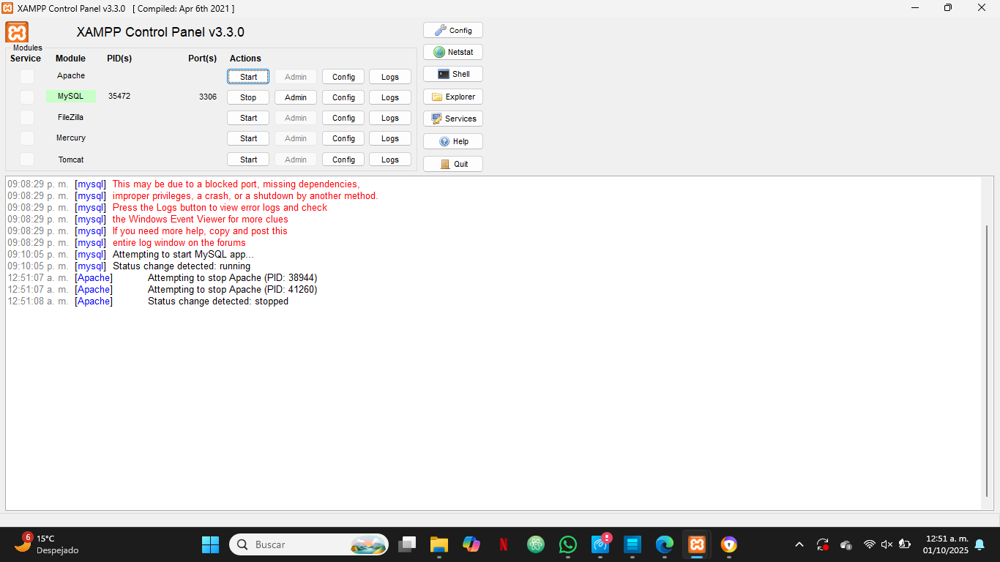 XAMPP Control Panel v3.3.0 [ Compiled: Apr 6th 2021 ]
XAMPP Control Panel v3.3.0
Config
Modules
Service Module PID(s) Port(s) Actions
Netstat
Apache Start Admin Config Logs
Shell
MySQL 35472 3306 Stop Admin Config Logs
Explorer
FileZilla Start Admin Config Logs
Services
Mercury Start Admin Config Logs
Help
Tomcat Start Admin Config Logs
Quit
09:08:29 p. m. [mysql] This may be due to a blocked port, missing dependencies,
09:08:29 p. m. [mysql] improper privileges, a crash, or a shutdown by another method.
09:08:29 p. m. [mysql] Press the Logs button to view error logs and check
09:08:29 p. m. [mysql] the Windows Event Viewer for more clues
09:08:29 p. m. [mysql] If you need more help, copy and post this
09:08:29 p. m. [mysql] entire log window on the forums
09:10:05 p. m. [mysql] Attempting to start MySQL app...
09:10:05 p. m. [mysql] Status change detected: running
12:51:07 a. m. [Apache] Attempting to stop Apache (PID: 38944)
12:51:07 a. m. [Apache] Attempting to stop Apache (PID: 41260)
12:51:08 a. m. [Apache] Status change detected: stopped
6
15°C
Despejado
Buscar
N
12:51 a. m.
01/10/2025